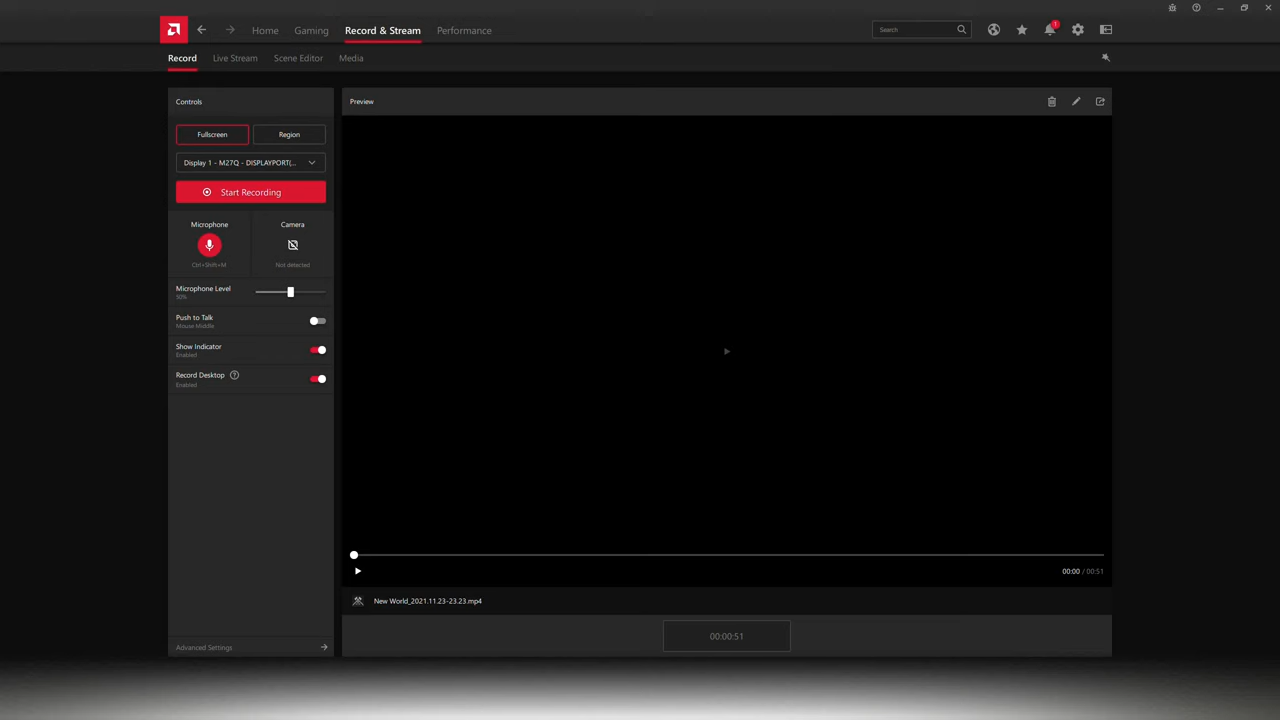 Home
Gaming
Record & Stream
Performance
Search
1
Record
Live Stream
Scene Editor
Media
Controls
Fullscreen
Region
Display 1 - M27Q - DISPLAYPORT(...
Start Recording
Microphone
Camera
Ctrl+Shift+M
Not detected
Microphone Level
50%
Push to Talk
Mouse Middle
Show Indicator
Enabled
Record Desktop
Enabled
Advanced Settings
Preview
00:00 / 00:51
New World_2021.11.23-23.23.mp4
00:00:51